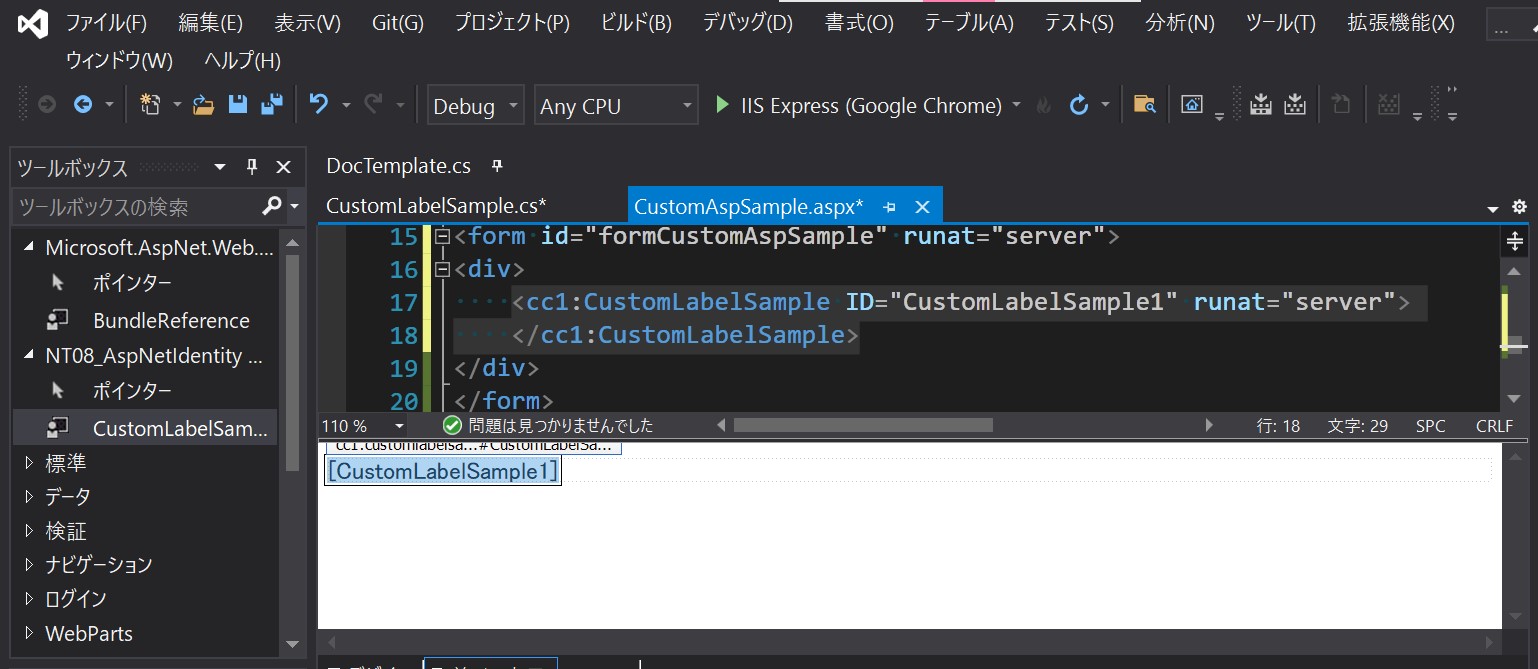 ファイル(F) 編集(E) 表示(V) Git(G) プロジェクト(P) ビルド(B) デバッグ(D) 書式(O) テーブル(A) テスト(S) 分析(N) ツール(T) 拡張機能(X) ...
ウィンドウ(W) ヘルプ(H)
Debug Any CPU IIS Express (Google Chrome)
ツールボックス
ツールボックスの検索
Microsoft.AspNet.Web....
ポインター
BundleReference
NT08_AspNetIdentity ...
ポインター
CustomLabelSam...
標準
データ
検証
ナビゲーション
ログイン
WebParts
DocTemplate.cs
CustomLabelSample.cs* CustomAspSample.aspx*
15 <form id="formCustomAspSample" runat="server">
16 <div>
17 <cc1:CustomLabelSample ID="CustomLabelSample1" runat="server">
18 </cc1:CustomLabelSample>
19 </div>
20 </form>
110 % 問題は見つかりませんでした 行: 18 文字: 29 SPC CRLF
cc1:customlabelsa...#CustomLabelSa...
[CustomLabelSample1]